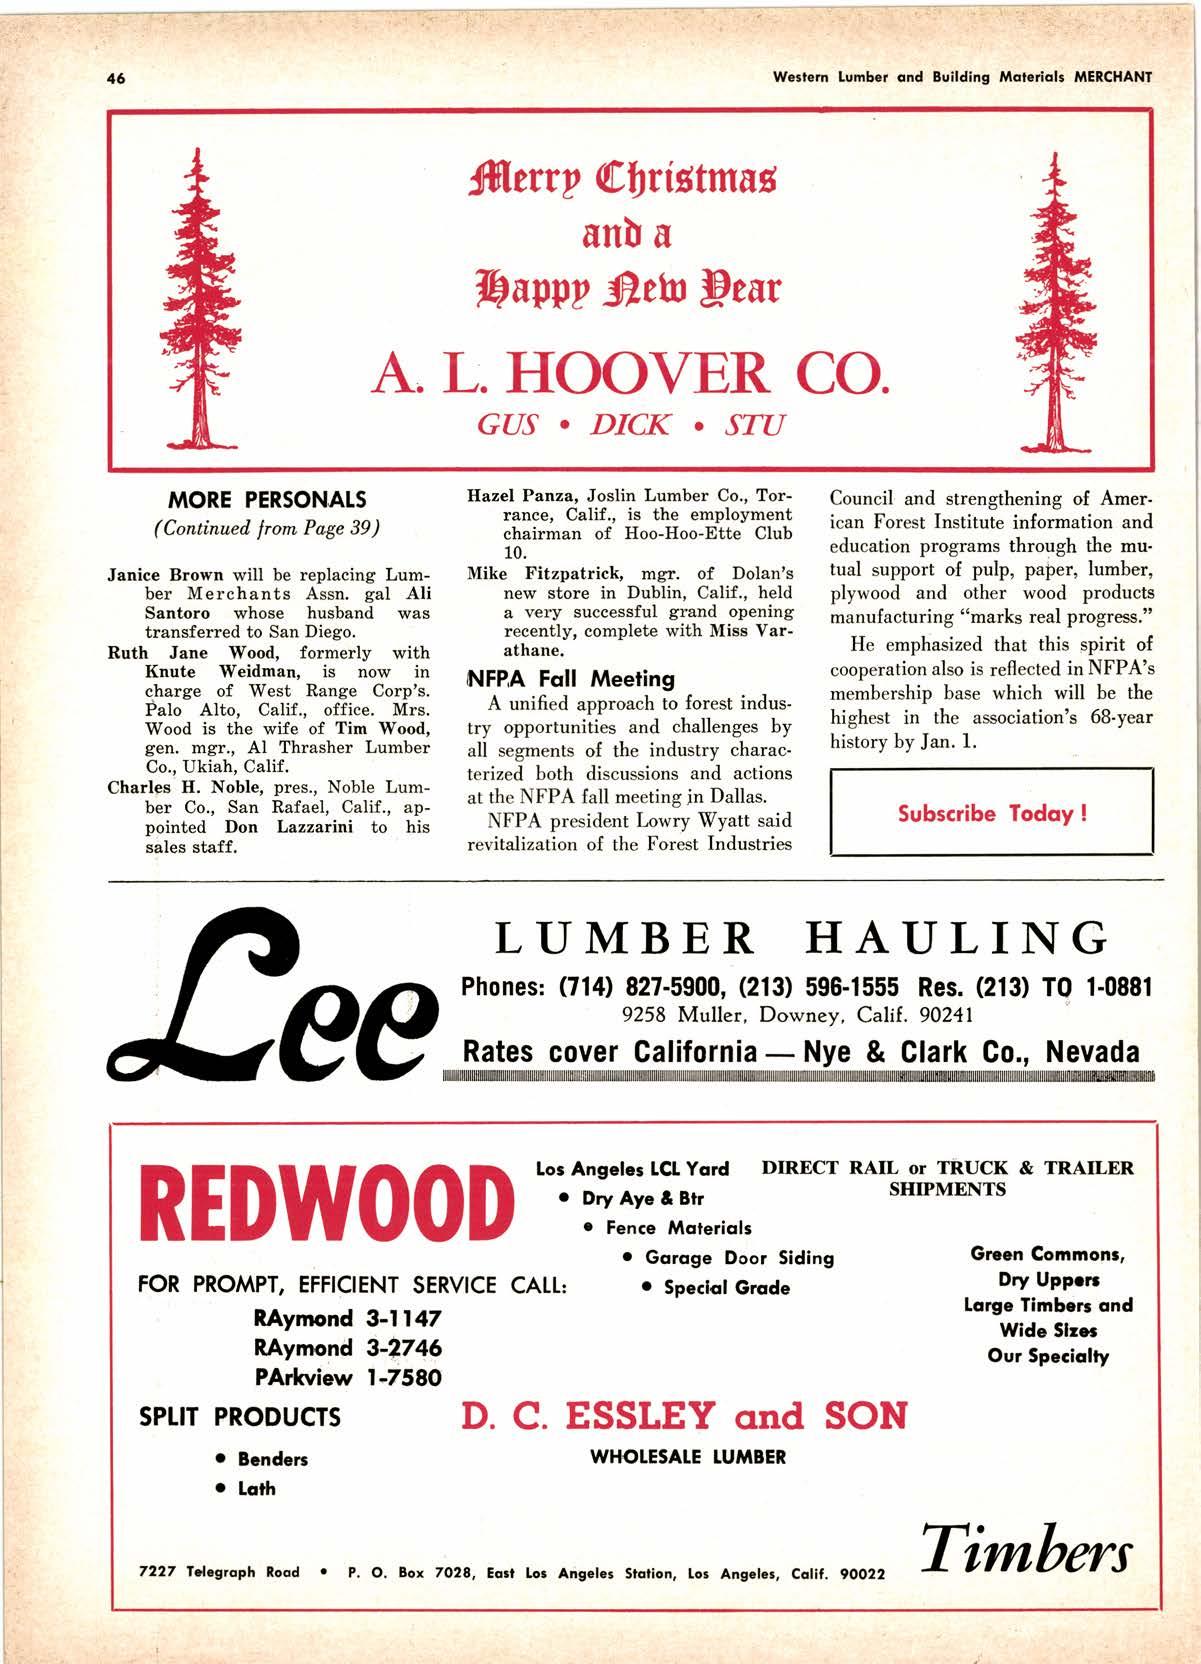 46
Western Lumber and Building Materials MERCHANT
Merry Christmas
and a
Happy New Year
A. L. HOOVER CO.
GUS • DICK • STU
MORE PERSONALS
(Continued from Page 39)
Janice Brown will be replacing Lum-
ber Merchants Assn. gal Ali
Santoro whose husband was
transferred to San Diego.
Ruth Jane Wood, formerly with
Knute Weidman, is now in
charge of West Range Corp's.
Palo Alto, Calif., office. Mrs.
Wood is the wife of Tim Wood,
gen. mgr., Al Thrasher Lumber
Co., Ukiah, Calif.
Charles H. Noble, pres., Noble Lum-
ber Co., San Rafael, Calif., ap-
pointed Don Lazzarini to his
sales staff.
Hazel Panza, Joslin Lumber Co., Tor-
rance, Calif., is the employment
chairman of Hoo-Hoo-Ette Club
10.
Mike Fitzpatrick, mgr. of Dolan's
new store in Dublin, Calif., held
a very successful grand opening
recently, complete with Miss Var-
athane.
NFPA Fall Meeting
A unified approach to forest indus-
try opportunities and challenges by
all segments of the industry charac-
terized both discussions and actions
at the NFPA fall meeting in Dallas.
NFPA president Lowry Wyatt said
revitalization of the Forest Industries
Council and strengthening of Amer-
ican Forest Institute information and
education programs through the mu-
tual support of pulp, paper, lumber,
plywood and other wood products
manufacturing "marks real progress."
He emphasized that this spirit of
cooperation also is reflected in NFPA's
membership base which will be the
highest in the association's 68-year
history by Jan. 1.
Subscribe Today !
Lee
LUMBER HAULING
Phones: (714) 827-5900, (213) 596-1555 Res. (213) TO 1-0881
9258 Muller, Downey, Calif. 90241
Rates cover California — Nye & Clark Co., Nevada
REDWOOD
Los Angeles LCL Yard
• Dry Aye & Btr
• Fence Materials
• Garage Door Siding
• Special Grade
DIRECT RAIL or TRUCK & TRAILER
SHIPMENTS
Green Commons,
Dry Uppers
Large Timbers and
Wide Sizes
Our Specialty
FOR PROMPT, EFFICIENT SERVICE CALL:
RAymond 3-1147
RAymond 3-2746
PArkview 1-7580
SPLIT PRODUCTS
• Benders
• Lath
D. C. ESSLEY and SON
WHOLESALE LUMBER
Timbers
7227 Telegraph Road • P. O. Box 7028, East Los Angeles Station, Los Angeles, Calif. 90022